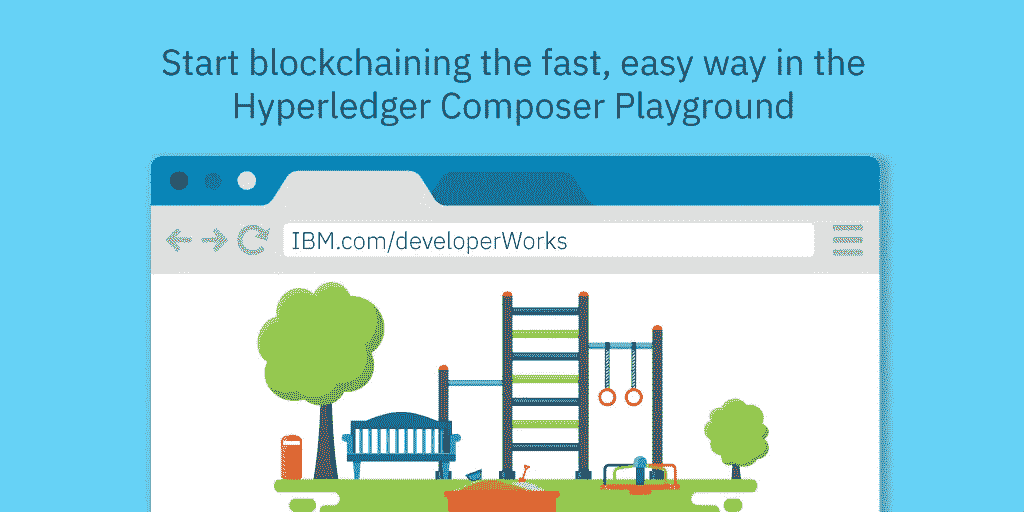 Start blockchaining the fast, easy way in the
Hyperledger Composer Playground
IBM.com/developerWorks